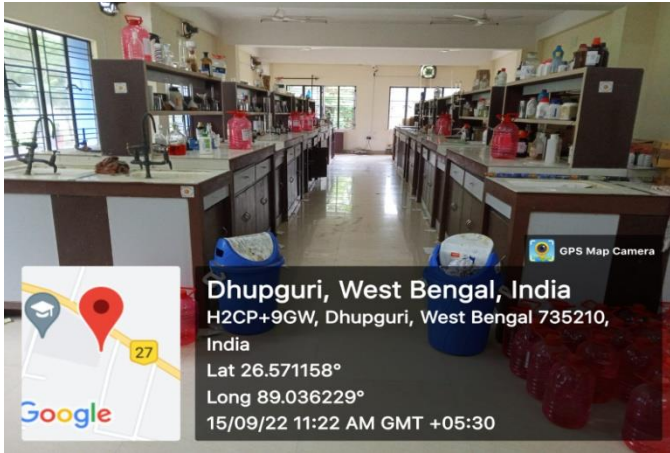 GPS Map Camera
Dhupguri, West Bengal, India
H2CP+9GW, Dhupguri, West Bengal 735210,
India
Lat 26.571158°
Long 89.036229°
15/09/22 11:22 AM GMT +05:30
27
Google